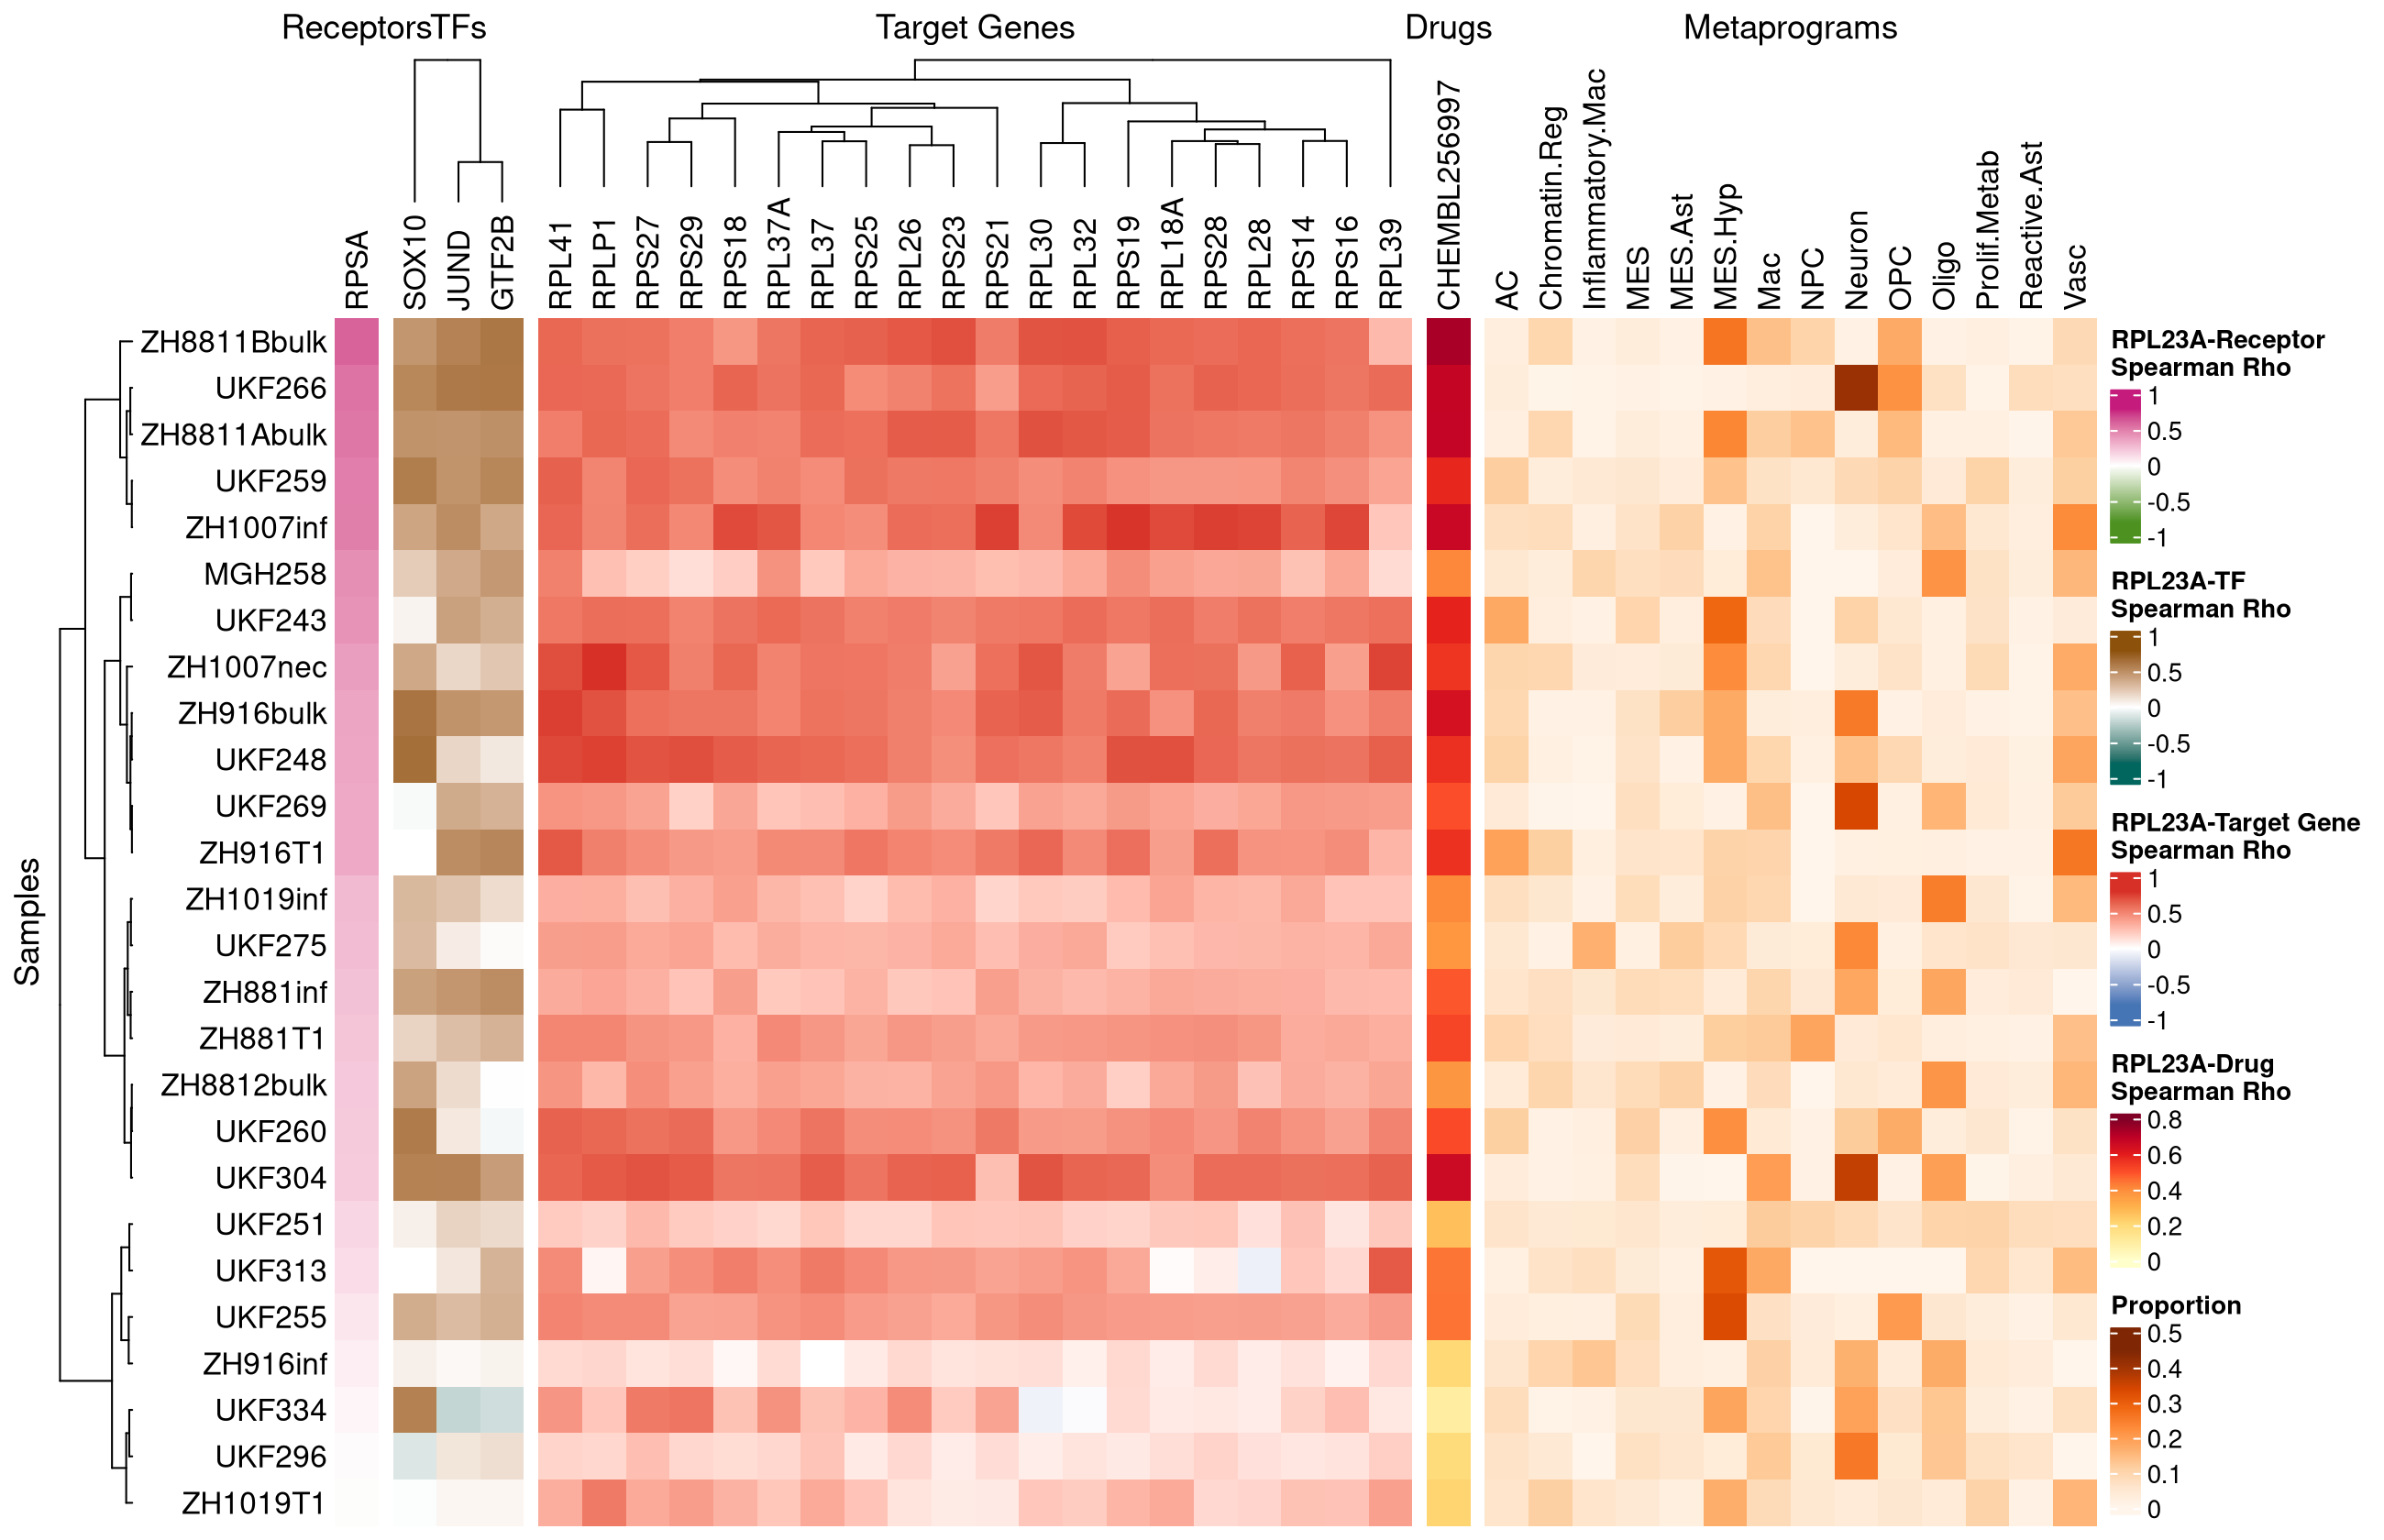 ReceptorsTFs Target Genes Drugs Metaprograms
RPSA SOX10 JUND GTF2B RPL41 RPLP1 RPS27 RPS29 RPS18 RPL37A RPL37 RPS25 RPL26 RPS23 RPS21 RPL30 RPL32 RPS19 RPL18A RPS28 RPL28 RPS14 RPS16 RPL39 CHEMBL256997 AC Chromatin.Reg Inflammatory.Mac MES MES.Ast MES.Hyp Mac NPC Neuron OPC Oligo Prolif.Metab Reactive.Ast Vasc
Samples
ZH8811Bbulk
UKF266
ZH8811Abulk
UKF259
ZH1007inf
MGH258
UKF243
ZH1007nec
ZH916bulk
UKF248
UKF269
ZH916T1
ZH1019inf
UKF275
ZH881inf
ZH881T1
ZH8812bulk
UKF260
UKF304
UKF251
UKF313
UKF255
ZH916inf
UKF334
UKF296
ZH1019T1
RPL23A-Receptor
Spearman Rho
1
0.5
0
-0.5
-1
RPL23A-TF
Spearman Rho
1
0.5
0
-0.5
-1
RPL23A-Target Gene
Spearman Rho
1
0.5
0
-0.5
-1
RPL23A-Drug
Spearman Rho
0.8
0.6
0.4
0.2
0
Proportion
0.5
0.4
0.3
0.2
0.1
0